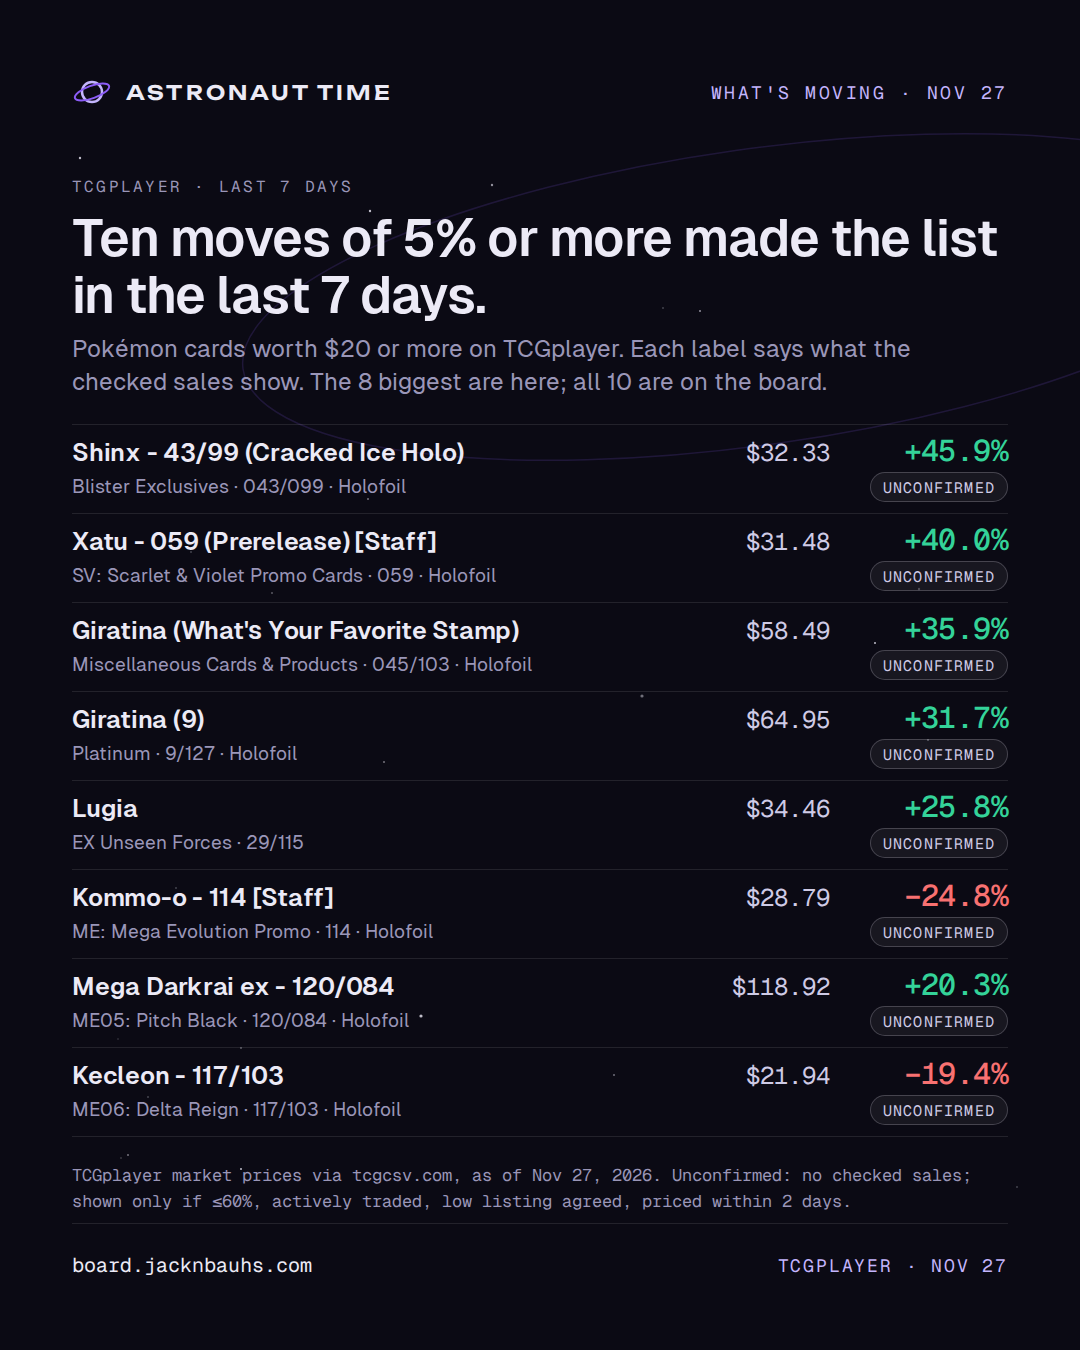 ASTRONAUT TIME
WHAT'S MOVING · NOV 27
TCGPLAYER · LAST 7 DAYS
Ten moves of 5% or more made the list
in the last 7 days.
Pokémon cards worth $20 or more on TCGplayer. Each label says what the
checked sales show. The 8 biggest are here; all 10 are on the board.
Shinx - 43/99 (Cracked Ice Holo) $32.33 +45.9%
Blister Exclusives · 043/099 · Holofoil UNCONFIRMED
Xatu - 059 (Prerelease) [Staff] $31.48 +40.0%
SV: Scarlet & Violet Promo Cards · 059 · Holofoil UNCONFIRMED
Giratina (What's Your Favorite Stamp) $58.49 +35.9%
Miscellaneous Cards & Products · 045/103 · Holofoil UNCONFIRMED
Giratina (9) $64.95 +31.7%
Platinum · 9/127 · Holofoil UNCONFIRMED
Lugia $34.46 +25.8%
EX Unseen Forces · 29/115 UNCONFIRMED
Kommo-o - 114 [Staff] $28.79 −24.8%
ME: Mega Evolution Promo · 114 · Holofoil UNCONFIRMED
Mega Darkrai ex - 120/084 $118.92 +20.3%
ME05: Pitch Black · 120/084 · Holofoil UNCONFIRMED
Kecleon - 117/103 $21.94 −19.4%
ME06: Delta Reign · 117/103 · Holofoil UNCONFIRMED
TCGplayer market prices via tcgcsv.com, as of Nov 27, 2026. Unconfirmed: no checked sales;
shown only if ≤60%, actively traded, low listing agreed, priced within 2 days.
board.jacknbauhs.com
TCGPLAYER · NOV 27